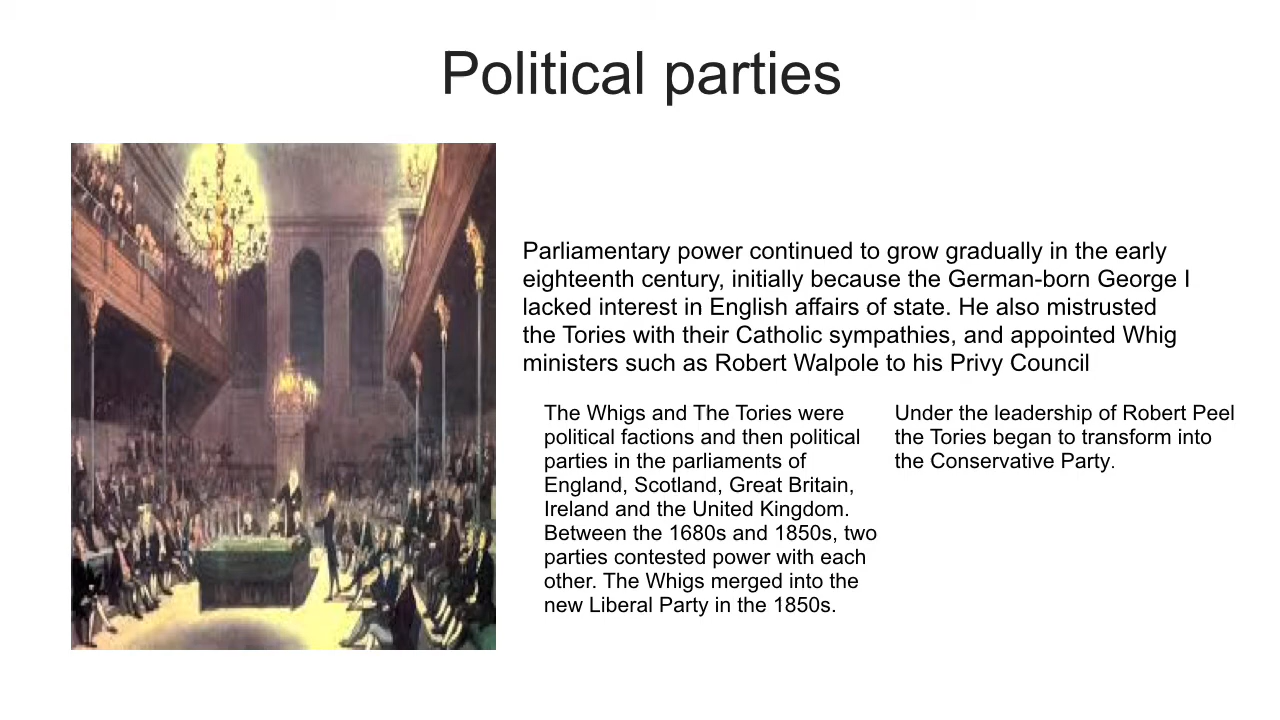 Political parties
Parliamentary power continued to grow gradually in the early
eighteenth century, initially because the German-born George I
lacked interest in English affairs of state. He also mistrusted
the Tories with their Catholic sympathies, and appointed Whig
ministers such as Robert Walpole to his Privy Council
The Whigs and The Tories were
political factions and then political
parties in the parliaments of
England, Scotland, Great Britain,
Ireland and the United Kingdom.
Between the 1680s and 1850s, two
parties contested power with each
other. The Whigs merged into the
new Liberal Party in the 1850s.
Under the leadership of Robert Peel
the Tories began to transform into
the Conservative Party.